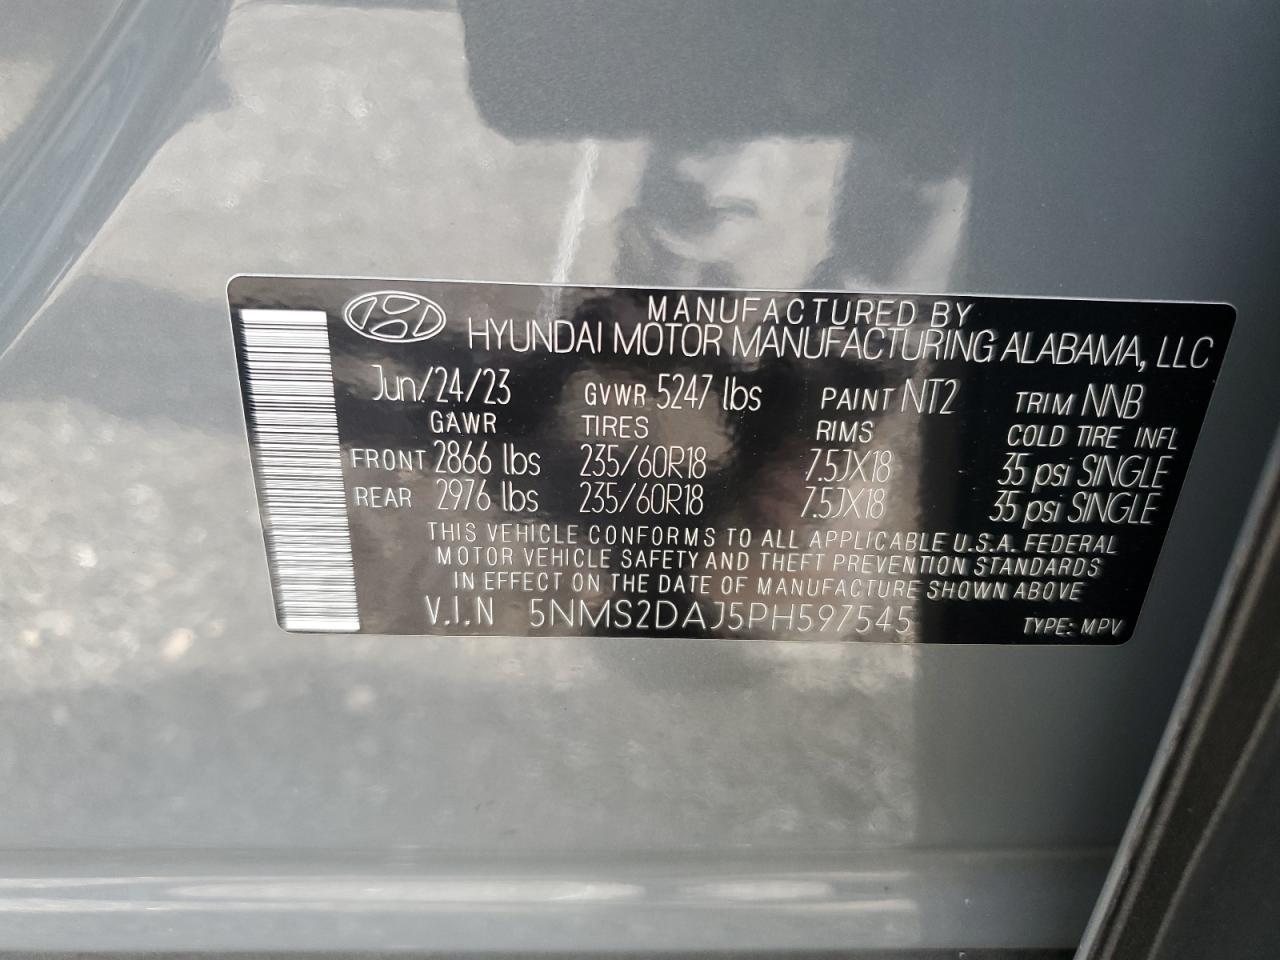 MANUFACTURED BY
HYUNDAI MOTOR MANUFACTURING ALABAMA, LLC
Jun/24/23 GVWR 5247 lbs PAINT NT2 TRIM NNB
GAWR TIRES RIMS COLD TIRE INFL
FRONT 2866 lbs 235/60R18 7.5JX18 35 psi SINGLE
REAR 2976 lbs 235/60R18 7.5JX18 35 psi SINGLE
THIS VEHICLE CONFORMS TO ALL APPLICABLE U.S.A. FEDERAL
MOTOR VEHICLE SAFETY AND THEFT PREVENTION STANDARDS
IN EFFECT ON THE DATE OF MANUFACTURE SHOWN ABOVE
V.I.N 5NMS2DAJ5PH597545 TYPE: MPV